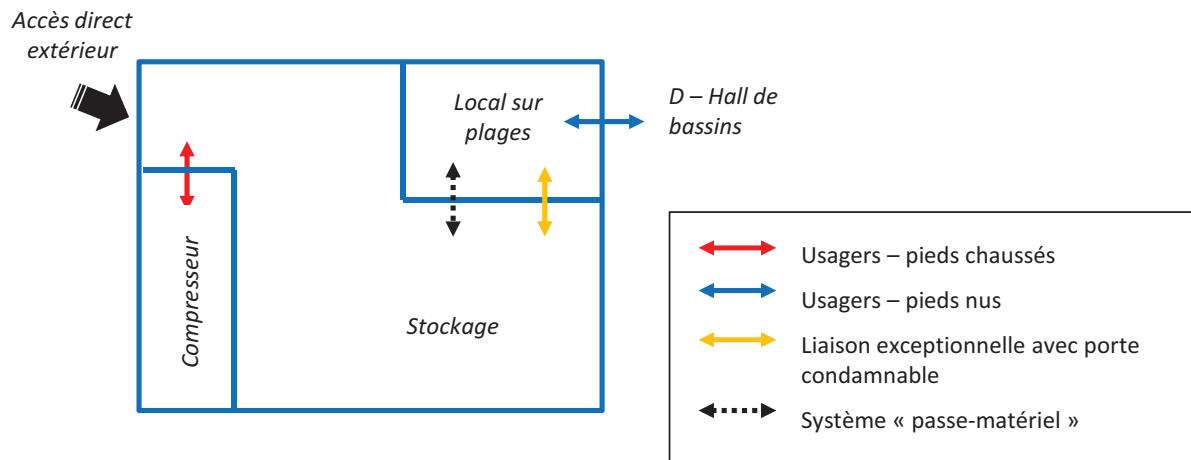 Accès direct
extérieur
Local sur
plages
D – Hall de
bassins
Compresseur
Stockage
Usagers – pieds chaussés
Usagers – pieds nus
Liaison exceptionnelle avec porte
condamnable
Système « passe-matériel »